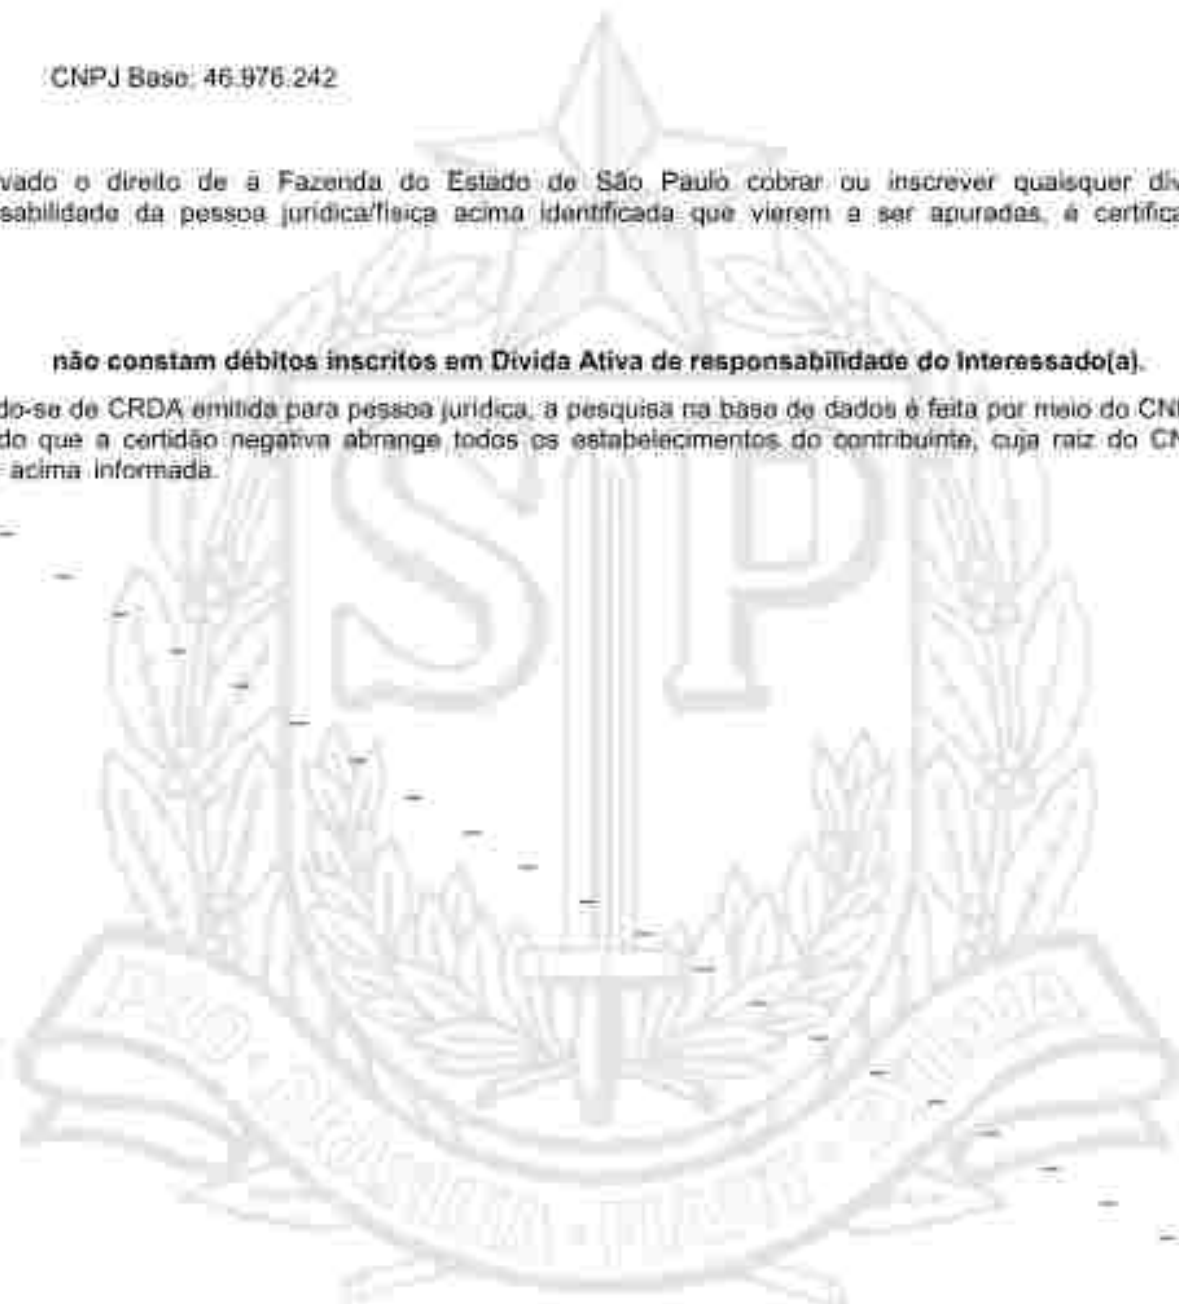 CNPJ Base: 46.976.242
vado o direito de a Fazenda do Estado de São Paulo cobrar ou inscrever quaisquer div
sabilidade da pessoa jurídica/física acima identificada que vierem a ser apuradas, é certifica
não constam débitos inscritos em Dívida Ativa de responsabilidade do Interessado(a).
do-se de CRDA emitida para pessoa jurídica, a pesquisa na base de dados é feita por meio do CN
do que a certidão negativa abrange todos os estabelecimentos do contribuinte, cuja raiz do CN
acima informada.
SP